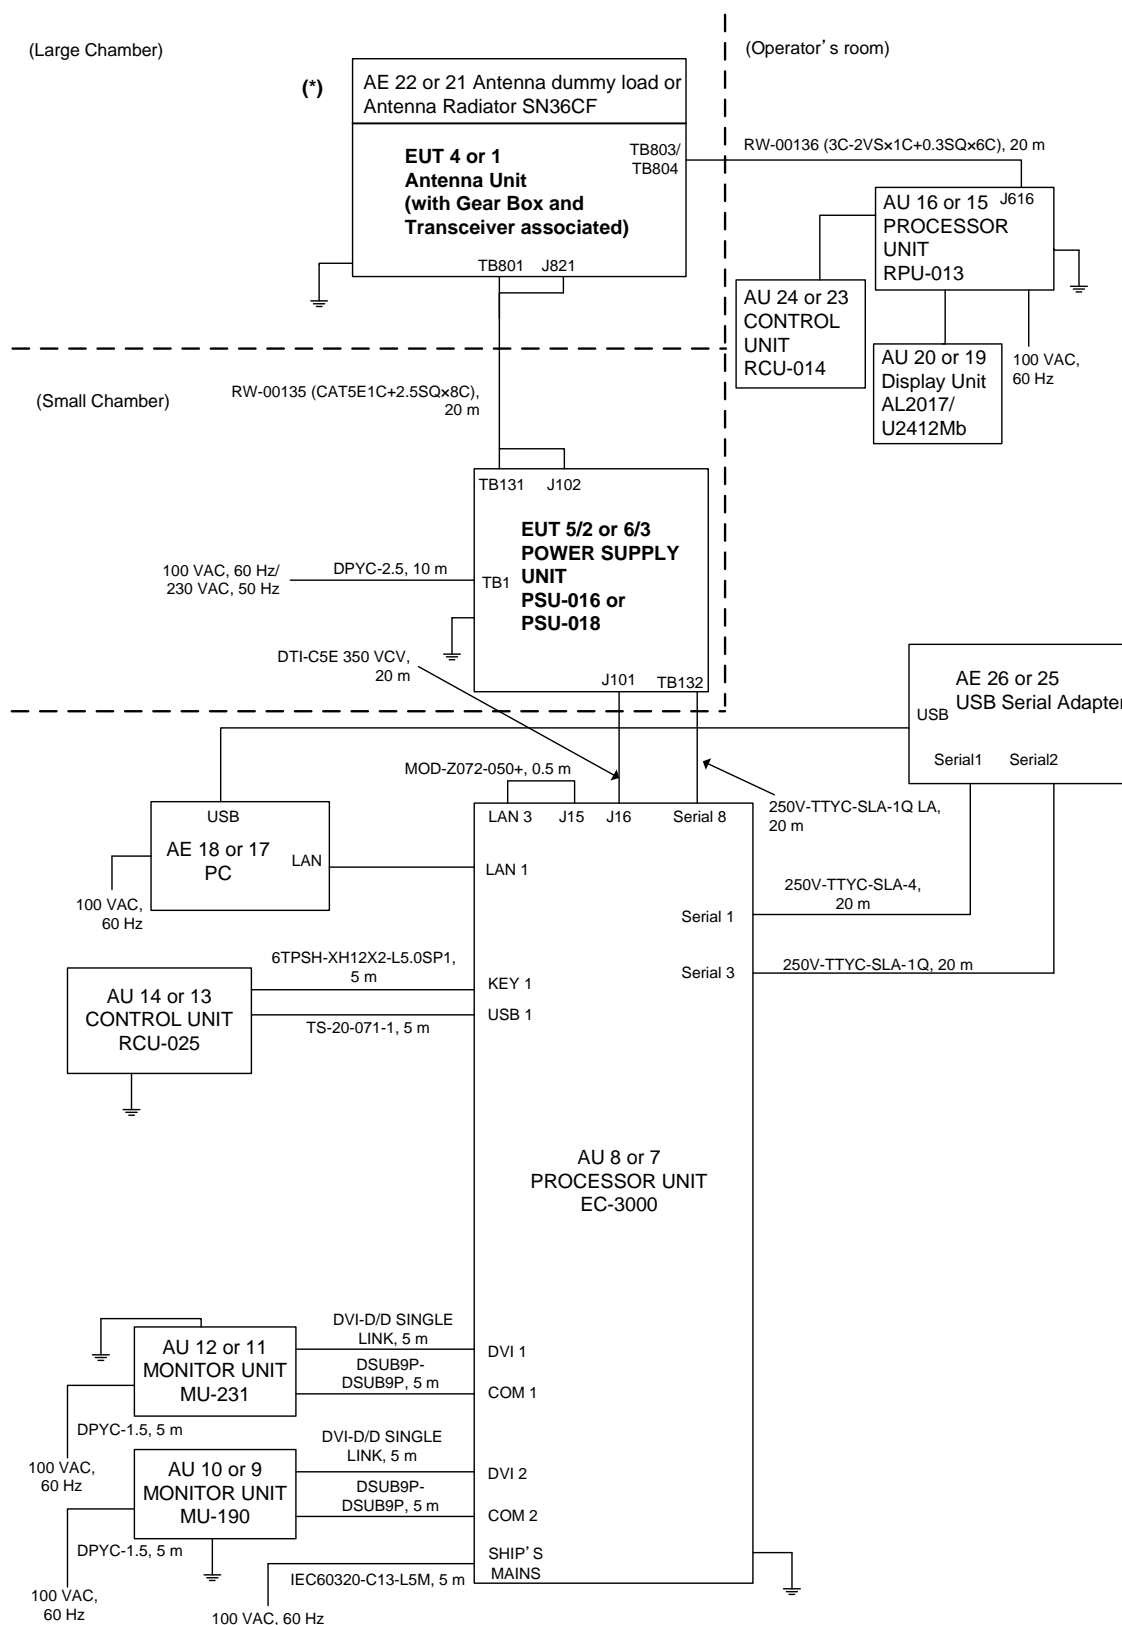 (Large Chamber)
(Operator’s room)
(*)
AE 22 or 21 Antenna dummy load or
Antenna Radiator SN36CF
EUT 4 or 1
Antenna Unit
(with Gear Box and
Transceiver associated)
TB803/
TB804
TB801
J821
RW-00136 (3C-2VS×1C+0.3SQ×6C), 20 m
AU 16 or 15
PROCESSOR
UNIT
RPU-013
J616
AU 24 or 23
CONTROL
UNIT
RCU-014
AU 20 or 19
Display Unit
AL2017/
U2412Mb
100 VAC,
60 Hz
(Small Chamber)
RW-00135 (CAT5E1C+2.5SQ×8C),
20 m
TB131
J102
EUT 5/2 or 6/3
POWER SUPPLY
UNIT
PSU-016 or
PSU-018
TB1
100 VAC, 60 Hz/
230 VAC, 50 Hz
DPYC-2.5, 10 m
DTI-C5E 350 VCV,
20 m
J101
TB132
AE 26 or 25
USB Serial Adapter
USB
Serial1
Serial2
MOD-Z072-050+, 0.5 m
250V-TTYC-SLA-1Q LA,
20 m
USB
AE 18 or 17
PC
LAN
100 VAC,
60 Hz
LAN 3
J15
J16
Serial 8
LAN 1
250V-TTYC-SLA-4,
20 m
Serial 1
250V-TTYC-SLA-1Q, 20 m
Serial 3
6TPSH-XH12X2-L5.0SP1,
5 m
KEY 1
USB 1
TS-20-071-1, 5 m
AU 14 or 13
CONTROL UNIT
RCU-025
AU 8 or 7
PROCESSOR UNIT
EC-3000
AU 12 or 11
MONITOR UNIT
MU-231
DVI-D/D SINGLE
LINK, 5 m
DVI 1
DSUB9P-
DSUB9P, 5 m
COM 1
DPYC-1.5, 5 m
100 VAC,
60 Hz
AU 10 or 9
MONITOR UNIT
MU-190
DVI-D/D SINGLE
LINK, 5 m
DVI 2
DSUB9P-
DSUB9P, 5 m
COM 2
DPYC-1.5, 5 m
100 VAC,
60 Hz
SHIP’S
MAINS
IEC60320-C13-L5M, 5 m
100 VAC, 60 Hz